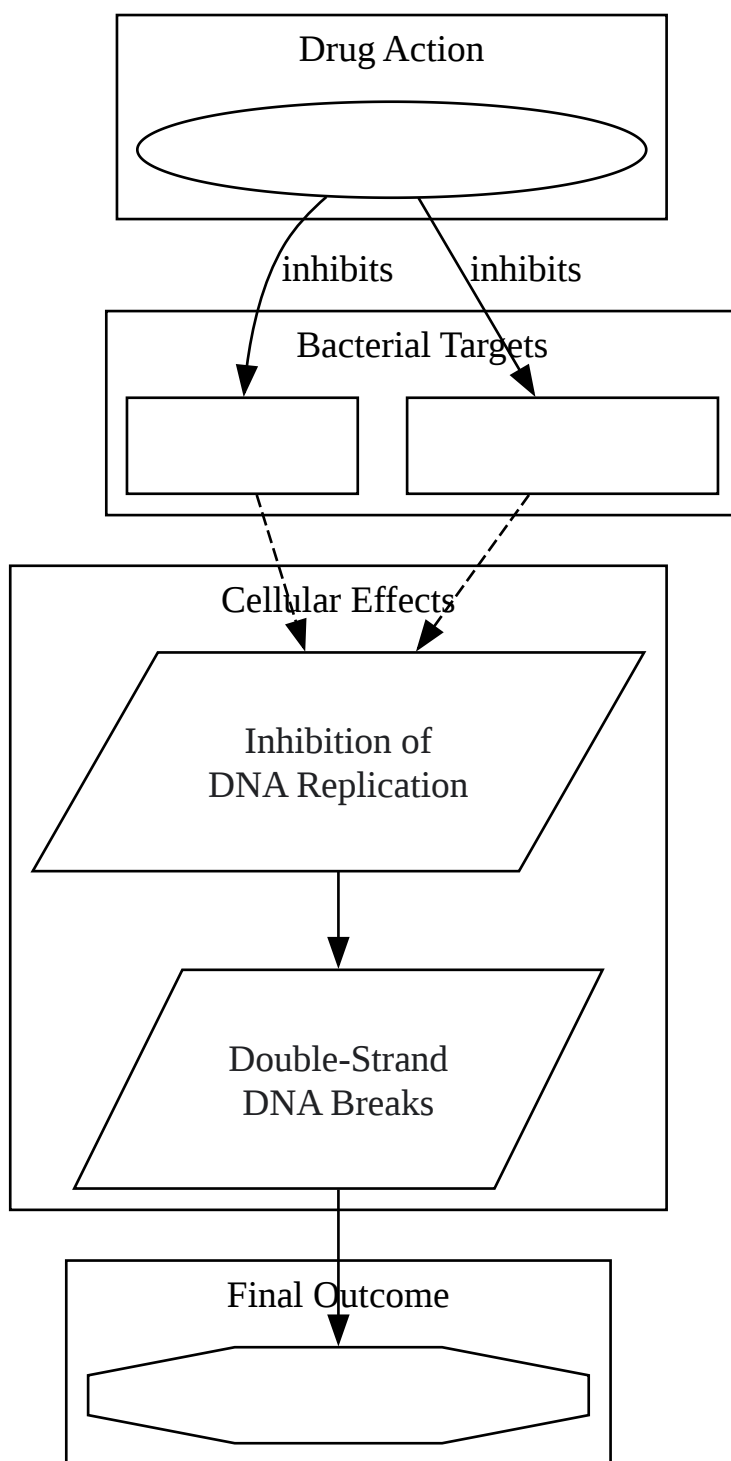 Drug Action
inhibits
inhibits
Bacterial Targets
Cellular Effects
Inhibition of
DNA Replication
Double-Strand
DNA Breaks
Final Outcome